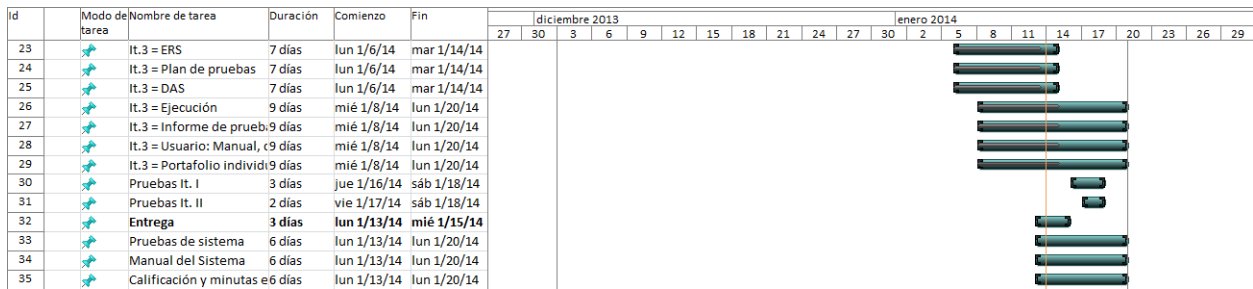 Id Modo de tarea Nombre de tarea Duración Comienzo Fin diciembre 2013 enero 2014
27 30 3 6 9 12 15 18 21 24 27 30 2 5 8 11 14 17 20 23 26 29
23 It.3 = ERS 7 días lun 1/6/14 mar 1/14/14
24 It.3 = Plan de pruebas 7 días lun 1/6/14 mar 1/14/14
25 It.3 = DAS 7 días lun 1/6/14 mar 1/14/14
26 It.3 = Ejecución 9 días mié 1/8/14 lun 1/20/14
27 It.3 = Informe de prueba 9 días mié 1/8/14 lun 1/20/14
28 It.3 = Usuario: Manual, c 9 días mié 1/8/14 lun 1/20/14
29 It.3 = Portafolio individu 9 días mié 1/8/14 lun 1/20/14
30 Pruebas It. I 3 días jue 1/16/14 sáb 1/18/14
31 Pruebas It. II 2 días vie 1/17/14 sáb 1/18/14
32 Entrega 3 días lun 1/13/14 mié 1/15/14
33 Pruebas de sistema 6 días lun 1/13/14 lun 1/20/14
34 Manual del Sistema 6 días lun 1/13/14 lun 1/20/14
35 Calificación y minutas e 6 días lun 1/13/14 lun 1/20/14